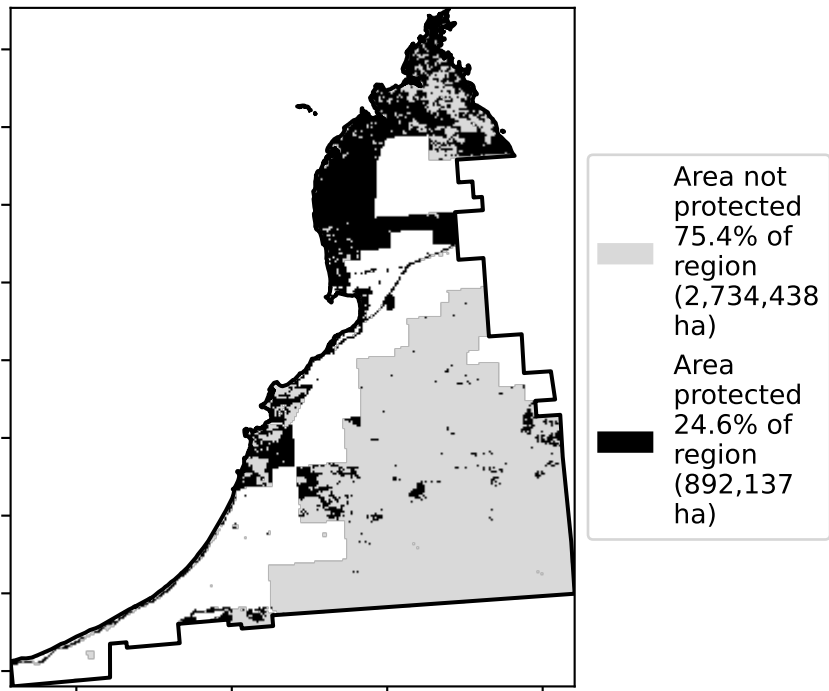 Area not
protected
75.4% of
region
(2,734,438
ha)
Area
protected
24.6% of
region
(892,137
ha)